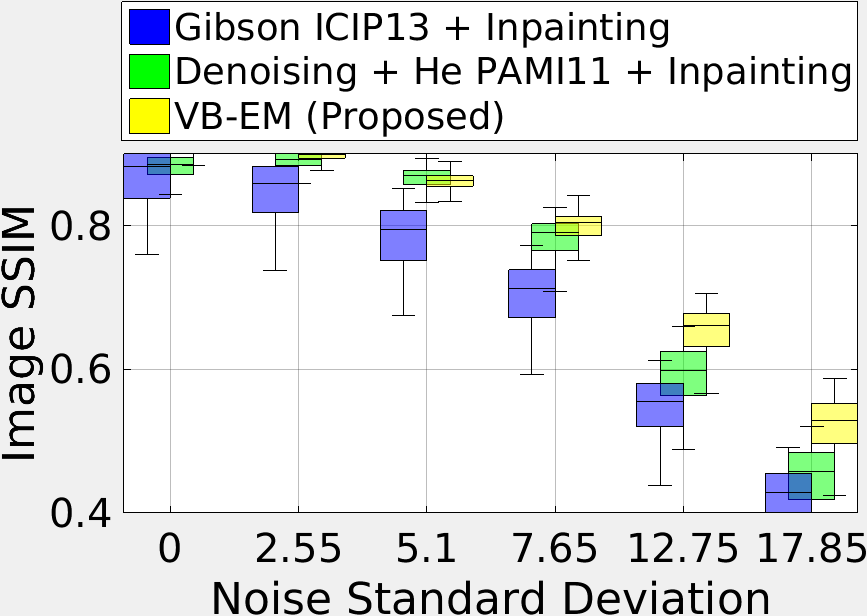 Gibson ICIP13 + Inpainting
Denoising + He PAMI11 + Inpainting
VB-EM (Proposed)
Image SSIM
0.8
0.6
0.4
0 2.55 5.1 7.65 12.75 17.85
Noise Standard Deviation